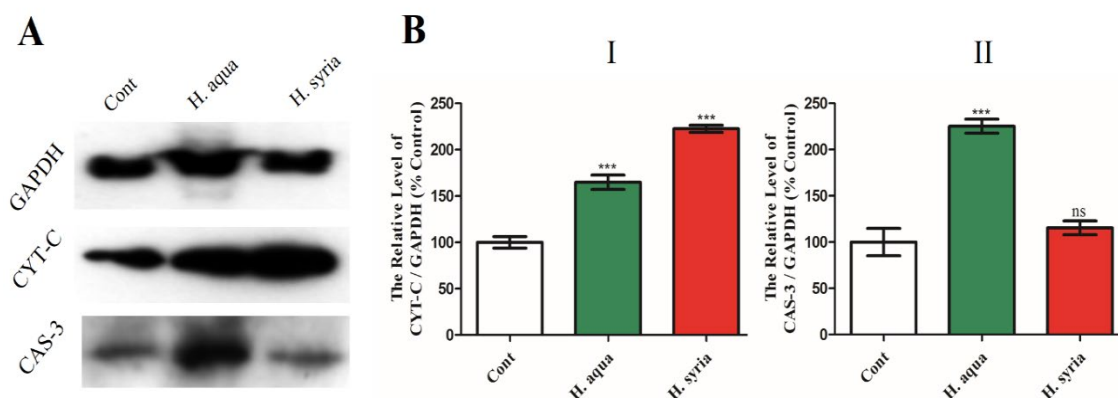 A
Cont
H. aqua
H. syria
GAPDH
CYT-C
CAS-3
B
I
The Relative Level of
CYT-C / GAPDH (% Control)
250
200
150
100
50
0
***
***
Cont
H. aqua
H. syria
II
The Relative Level of
CAS-3 / GAPDH (% Control)
250
200
150
100
50
0
***
ns
Cont
H. aqua
H. syria